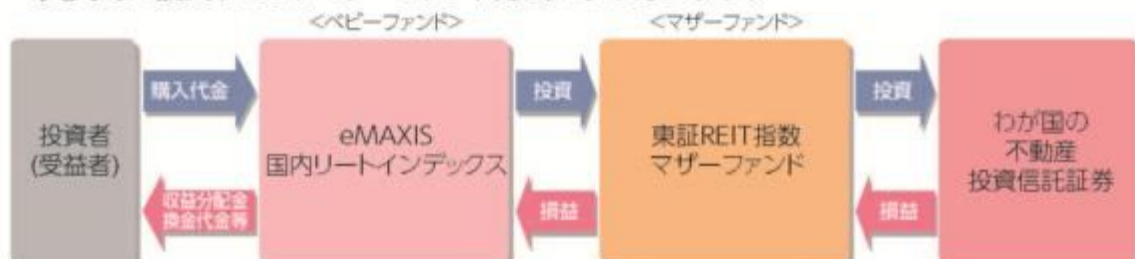 <ベビーファンド>
<マザーファンド>
購入代金
投資
投資
投資者
(受益者)
eMAXIS
国内リートインデックス
東証REIT指数
マザーファンド
わが国の
不動産
投資信託証券
収益分配金
換金代金等
損益
損益